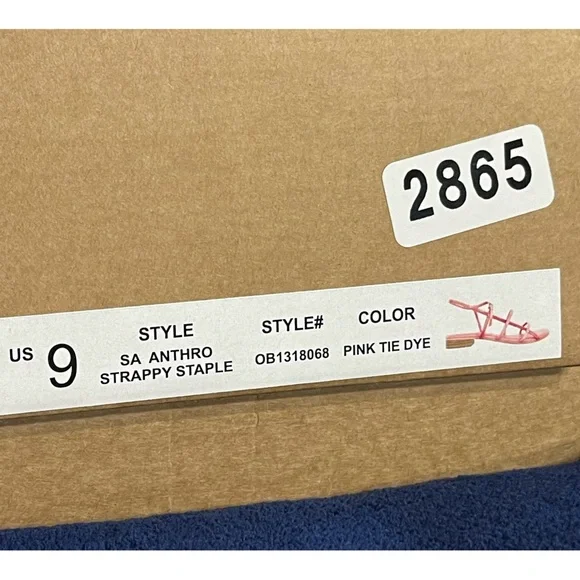 2865
US 9
STYLE
SA ANTHRO
STRAPPY STAPLE
STYLE#
OB1318068
COLOR
PINK TIE DYE